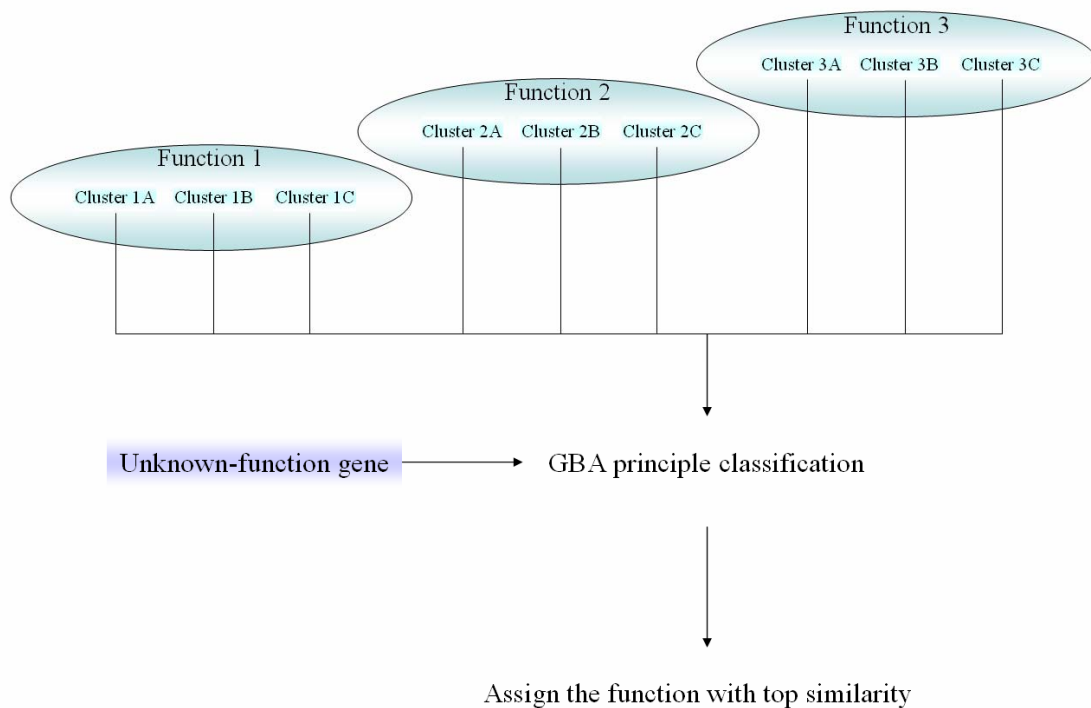 Function 1
Cluster 1A Cluster 1B Cluster 1C
Function 2
Cluster 2A Cluster 2B Cluster 2C
Function 3
Cluster 3A Cluster 3B Cluster 3C
Unknown-function gene
GBA principle classification
Assign the function with top similarity